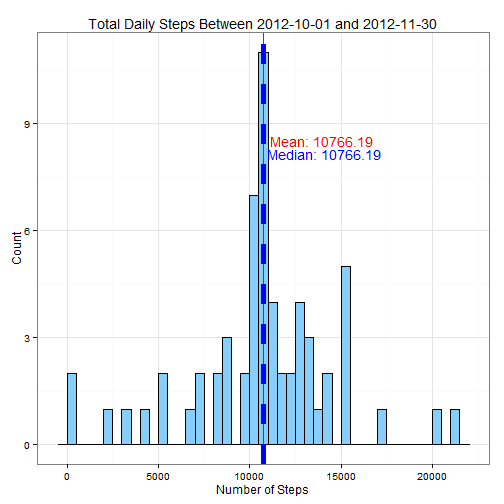 Total Daily Steps Between 2012-10-01 and 2012-11-30
9
Mean: 10766.19
Median: 10766.19
6
Count
3
0
0 5000 10000 15000 20000
Number of Steps